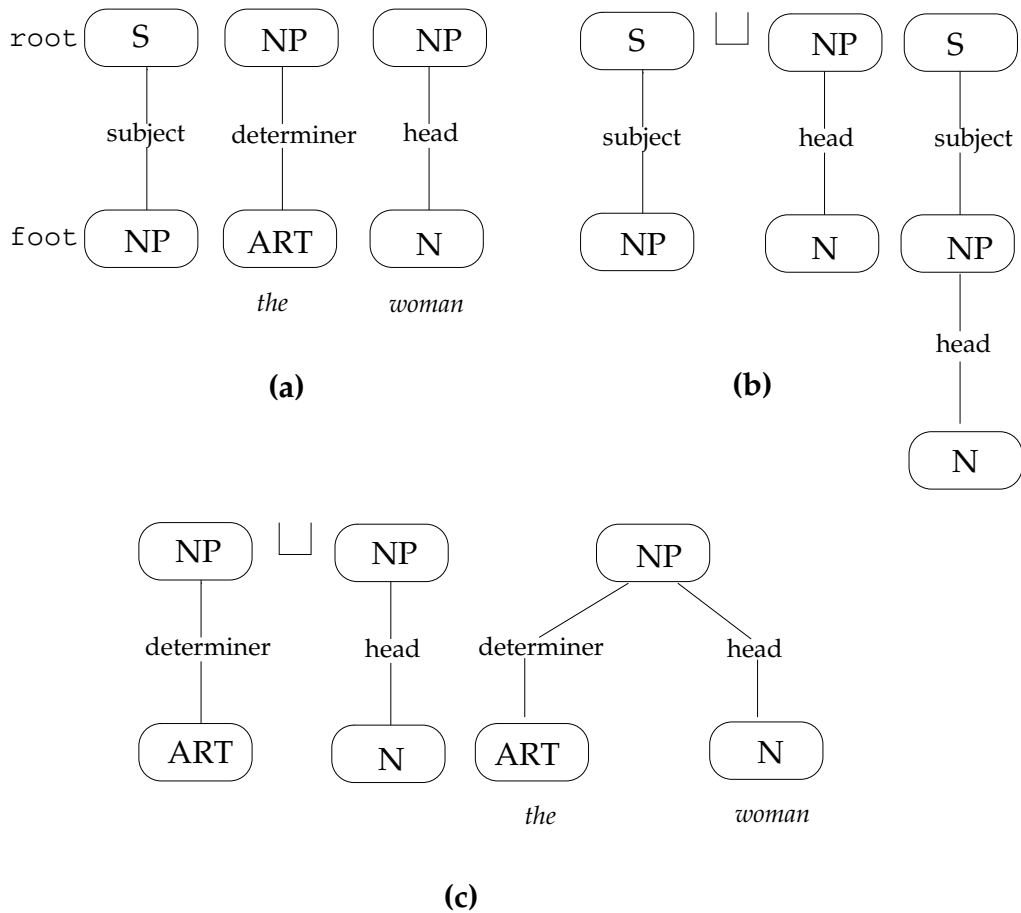 root S NP NP
subject determiner head
foot NP ART N
the woman
(a)
S NP S
subject head subject
NP N NP
head
(b)
N
NP NP NP
determiner head determiner head
ART N ART N
the woman
(c)